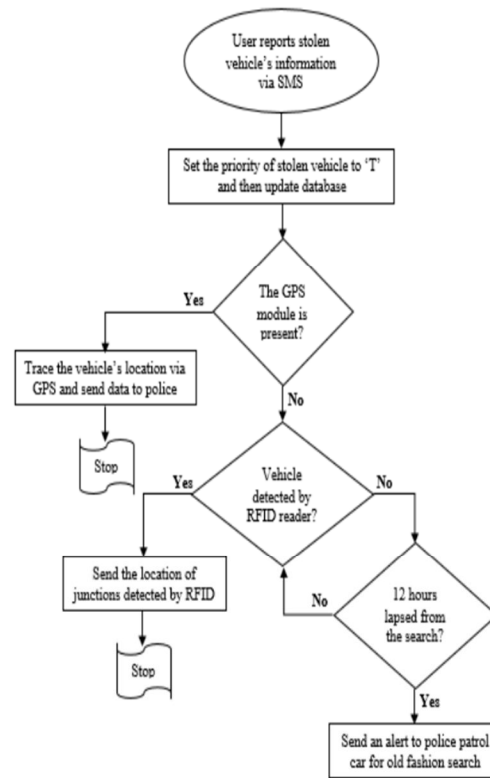 User reports stolen
vehicle's information
via SMS
Set the priority of stolen vehicle to 'T'
and then update database
The GPS
module is
present?
Yes
Trace the vehicle's location via
GPS and send data to police
Stop
No
Vehicle
detected by
RFID reader?
Yes
No
Send the location of
junctions detected by RFID
Stop
12 hours
lapsed from
the search?
No
Yes
Send an alert to police patrol
car for old fashion search